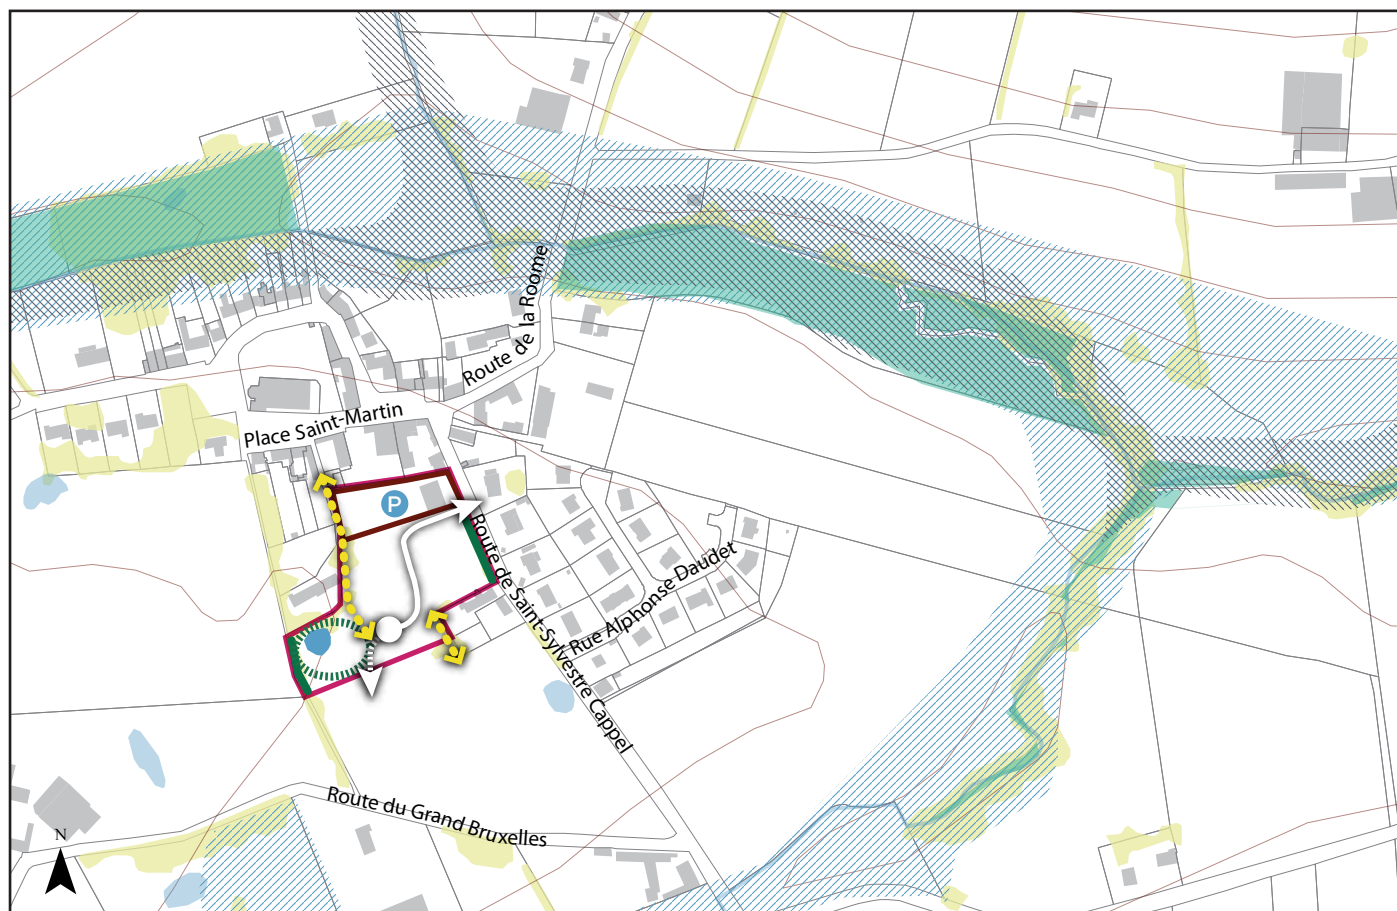 Route de la Roome
Place Saint-Martin
P
Route de Saint-Sylvestre Cappel
Rue Alphonse Daudet
Route du Grand Bruxelles
N